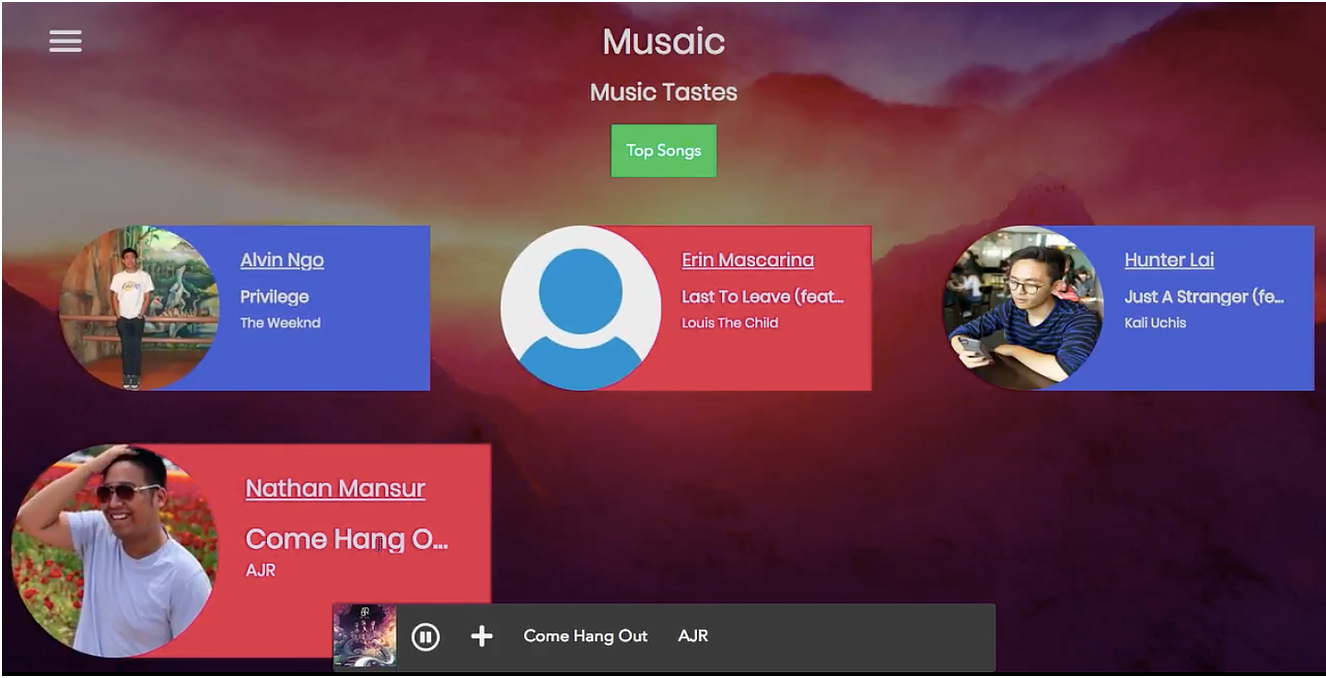 Musaic
Music Tastes
Top Songs
Alvin Ngo
Privilege
The Weeknd
Erin Mascarina
Last To Leave (feat...
Louis The Child
Hunter Lai
Just A Stranger (fe...
Kali Uchis
Nathan Mansur
Come Hang O...
AJR
Come Hang Out AJR